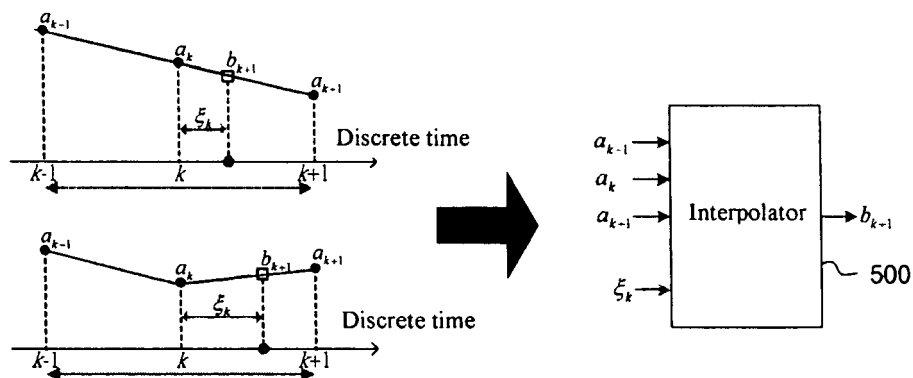 a_{k-1}
a_k
b_{k+1}
a_{k+1}
ξ_k
Discrete time
k-1
k
k+1
a_{k-1}
a_k
b_{k+1}
a_{k+1}
ξ_k
Discrete time
k-1
k
k+1
a_{k-1}
a_k
a_{k+1}
ξ_k
Interpolator
b_{k+1}
500